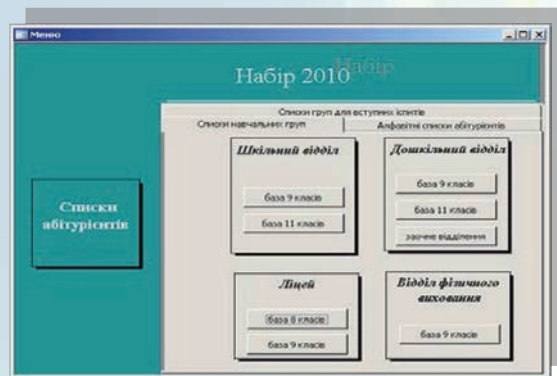 Меню
Набір 2010
Набір
Списки груп для вступних іспитів
Списки навчальних груп
Алфавітні списки абітурієнтів
Списки
абітурієнтів
Шкільний відділ
база 9 класів
база 11 класів
Дошкільний відділ
база 9 класів
база 11 класів
заочне відділення
Ліцей
база 8 класів
база 9 класів
Відділ фізичного
виховання
база 9 класів